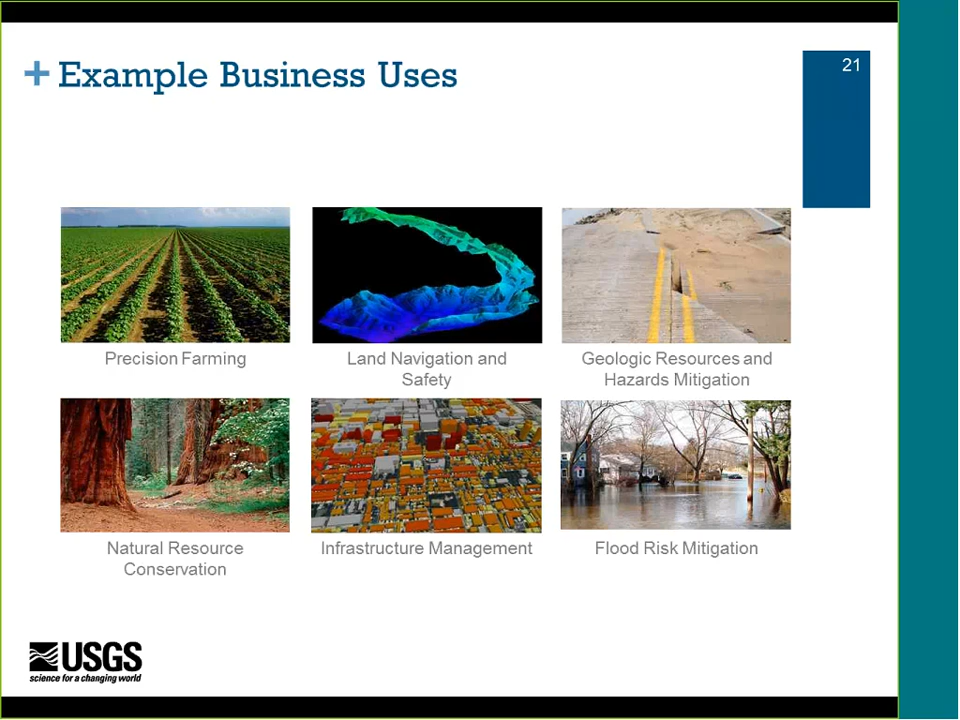 + Example Business Uses
21
Precision Farming
Land Navigation and
Safety
Geologic Resources and
Hazards Mitigation
Natural Resource
Conservation
Infrastructure Management
Flood Risk Mitigation
USGS
science for a changing world